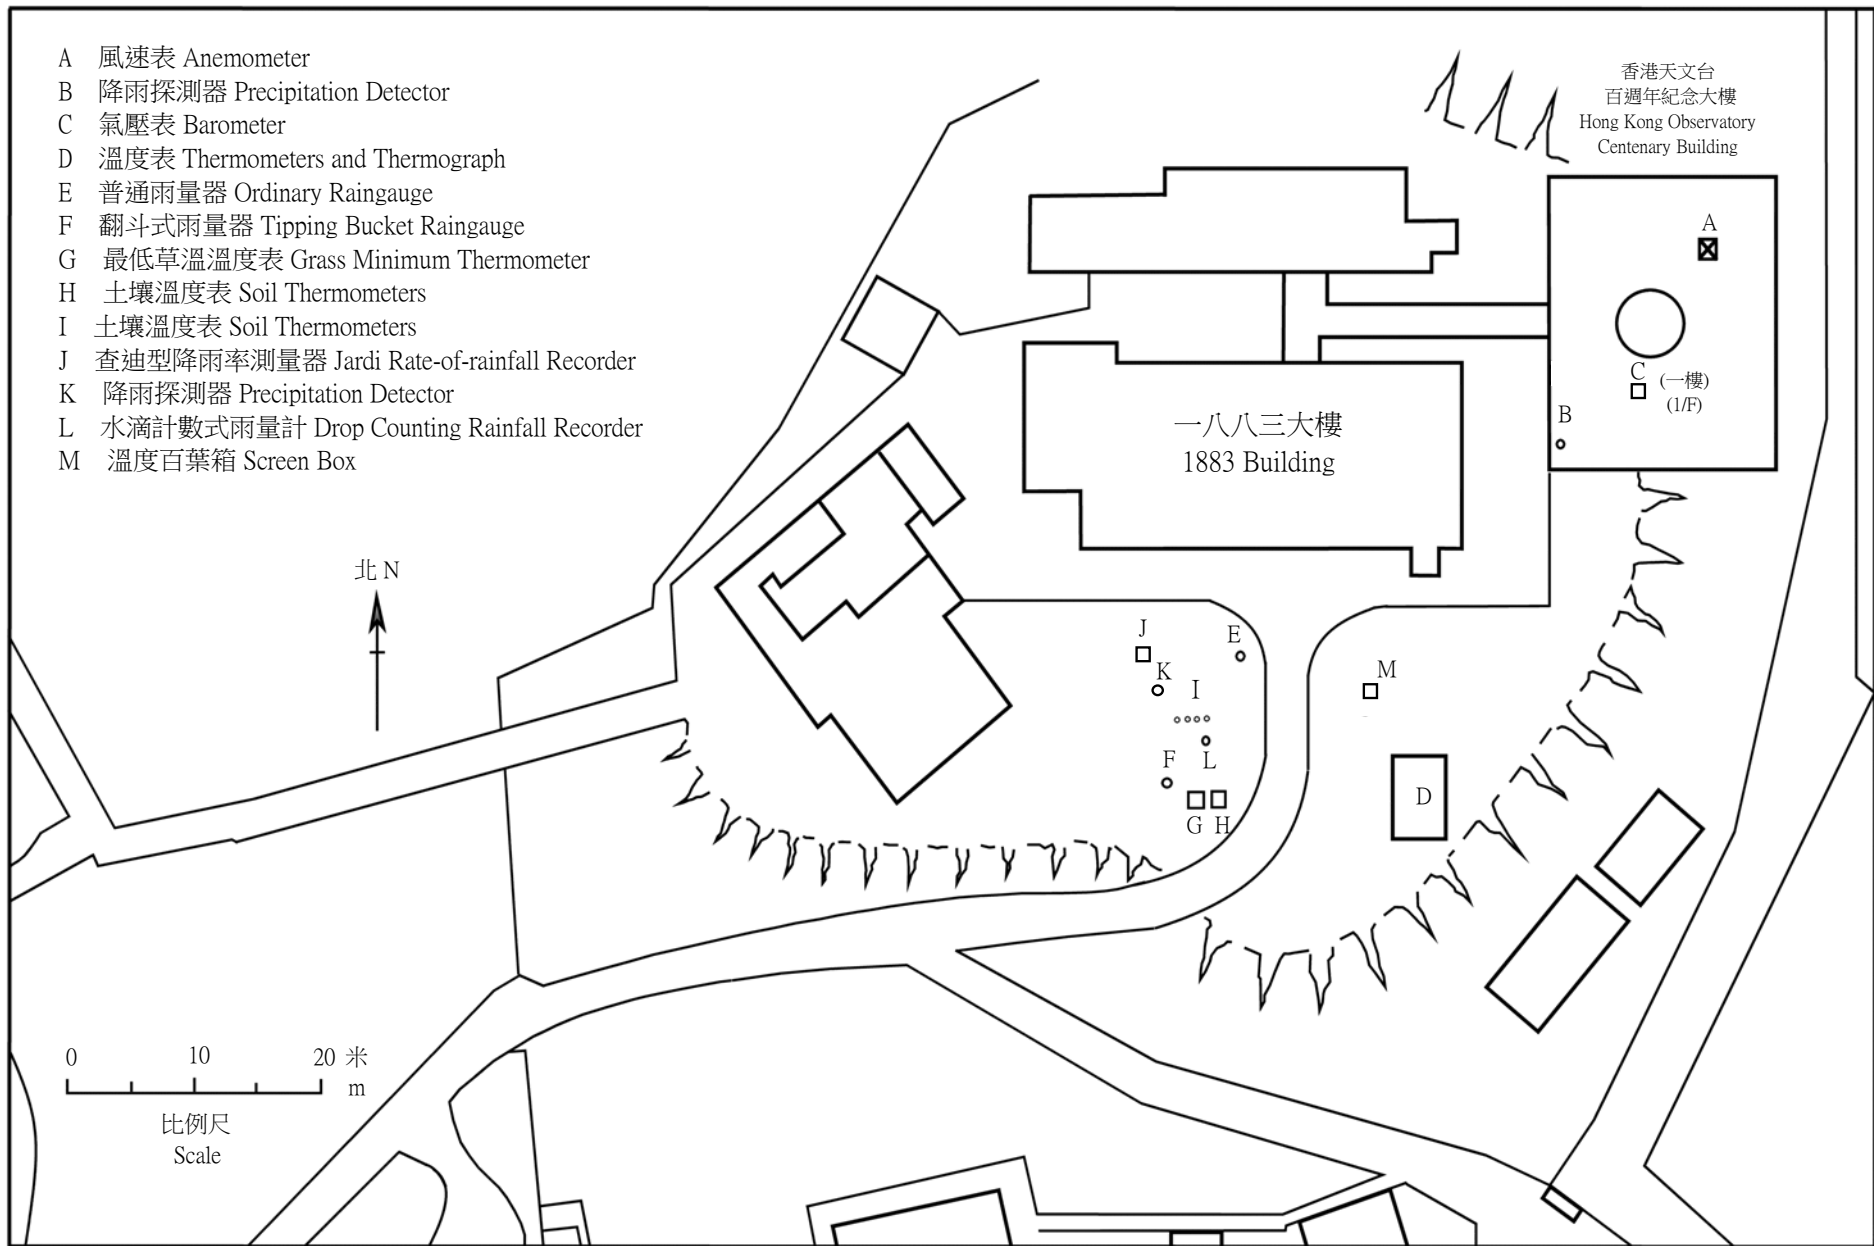 A 風速表 Anemometer
B 降雨探測器 Precipitation Detector
C 氣壓表 Barometer
D 溫度表 Thermometers and Thermograph
E 普通雨量器 Ordinary Raingauge
F 翻斗式雨量器 Tipping Bucket Raingauge
G 最低草溫溫度表 Grass Minimum Thermometer
H 土壤溫度表 Soil Thermometers
I 土壤溫度表 Soil Thermometers
J 查迪型降雨率測量器 Jardi Rate-of-rainfall Recorder
K 降雨探測器 Precipitation Detector
L 水滴計數式雨量計 Drop Counting Rainfall Recorder
M 溫度百葉箱 Screen Box
香港天文台
百週年紀念大樓
Hong Kong Observatory
Centenary Building
A
C
(一樓)
(1/F)
B
一八八三大樓
1883 Building
北 N
J
E
K
I
M
F
L
D
G
H
0 10 20 米
m
比例尺
Scale